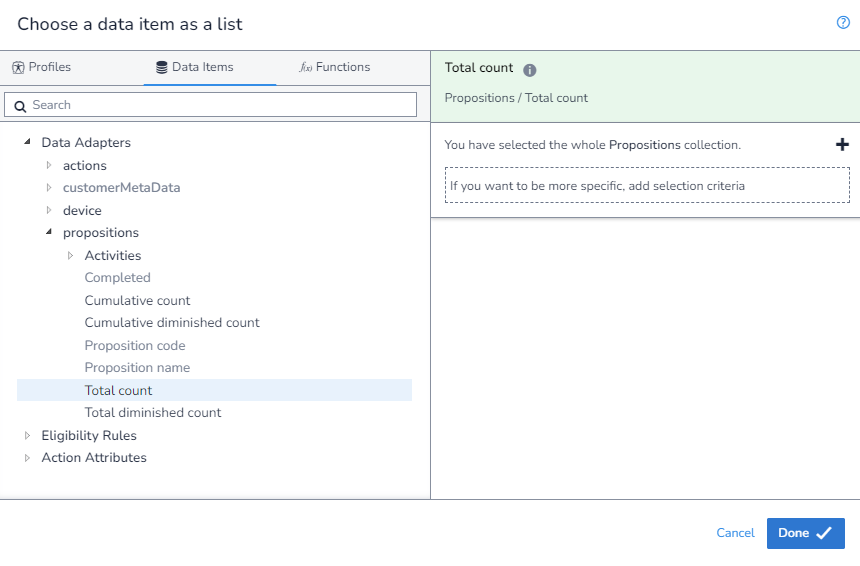 Choose a data item as a list
?
Profiles
Data Items
f(x) Functions
Search
Data Adapters
actions
customerMetaData
device
propositions
Activities
Completed
Cumulative count
Cumulative diminished count
Proposition code
Proposition name
Total count
Total diminished count
Eligibility Rules
Action Attributes
Total count i
Propositions / Total count
You have selected the whole Propositions collection.
If you want to be more specific, add selection criteria
Cancel
Done